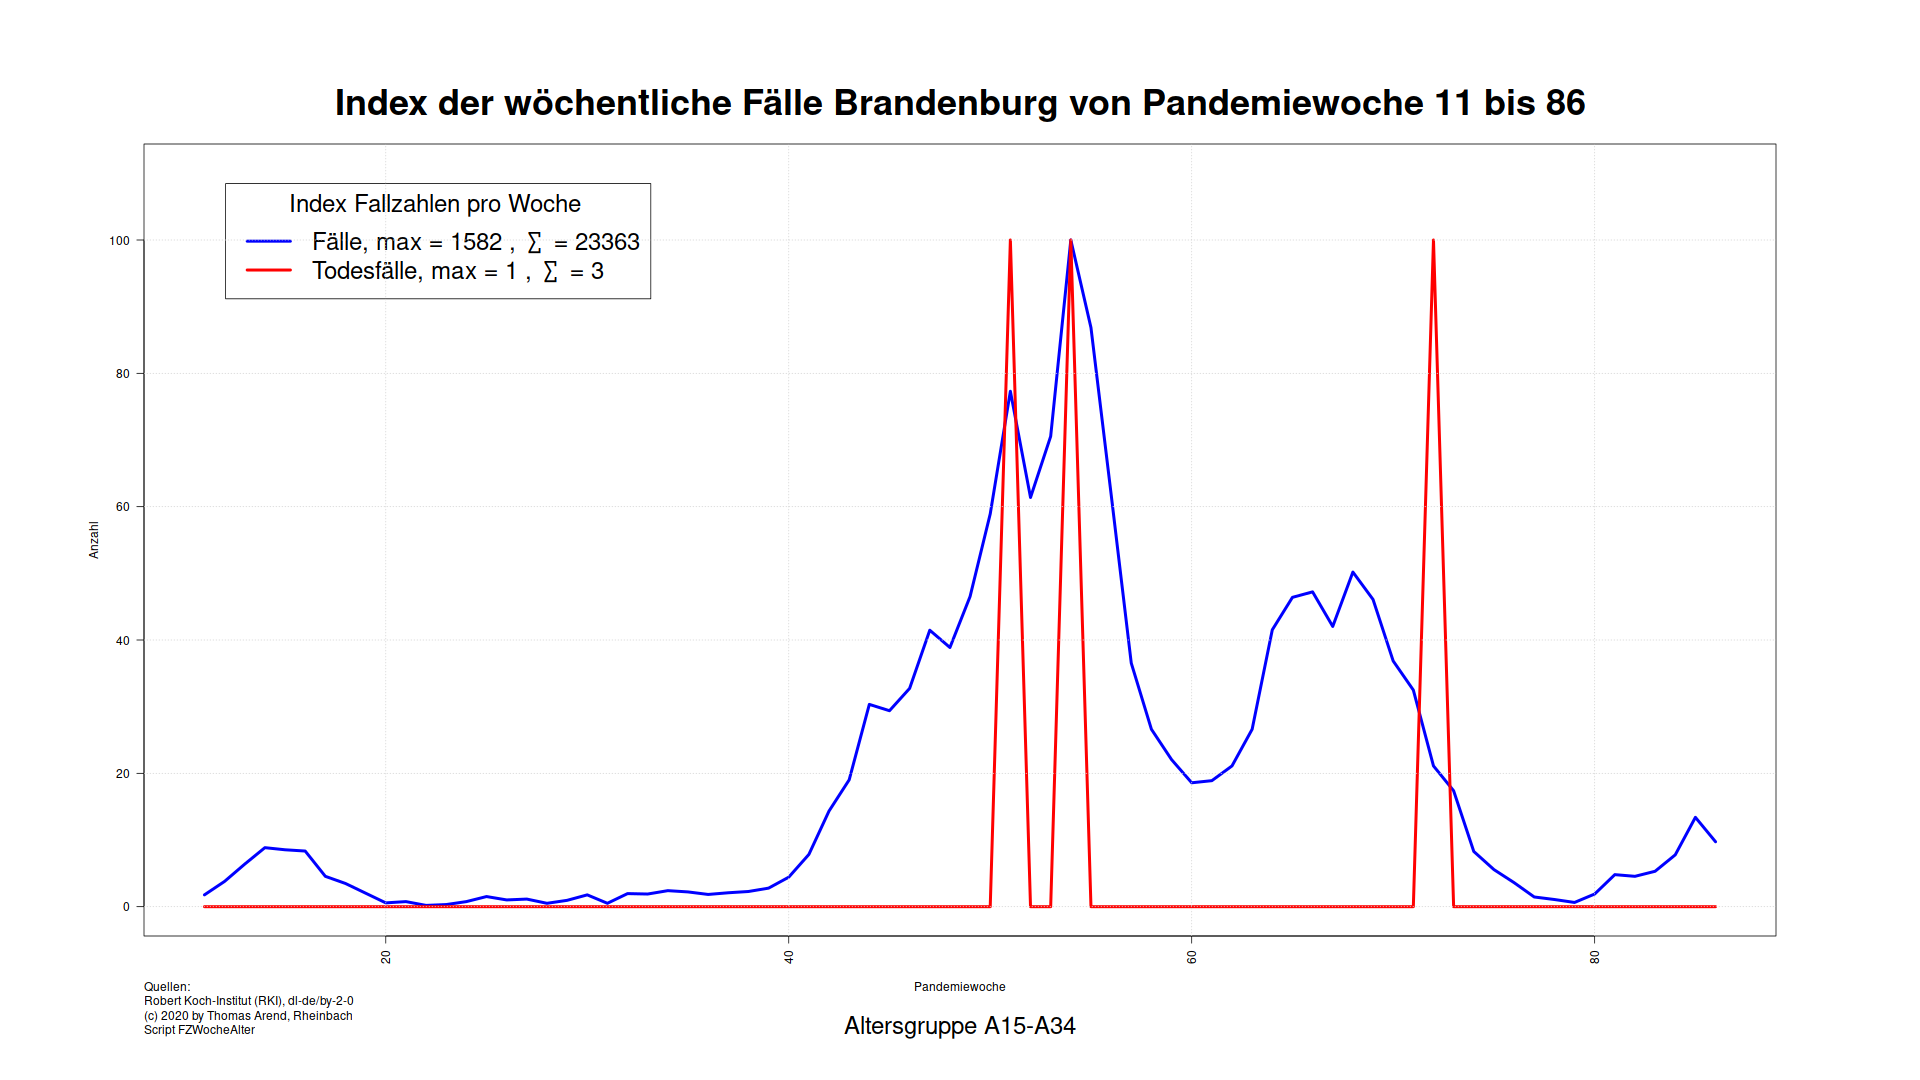 Index der wöchentliche Fälle Brandenburg von Pandemiewoche 11 bis 86
Index Fallzahlen pro Woche
Fälle, max = 1582 , ∑ = 23363
Todesfälle, max = 1 , ∑ = 3
100
80
60
40
20
0
Anzahl
20
40
60
80
Pandemiewoche
Quellen:
Robert Koch-Institut (RKI), dl-de/by-2-0
(c) 2020 by Thomas Arend, Rheinbach
Script FZWocheAlter
Altersgruppe A15-A34